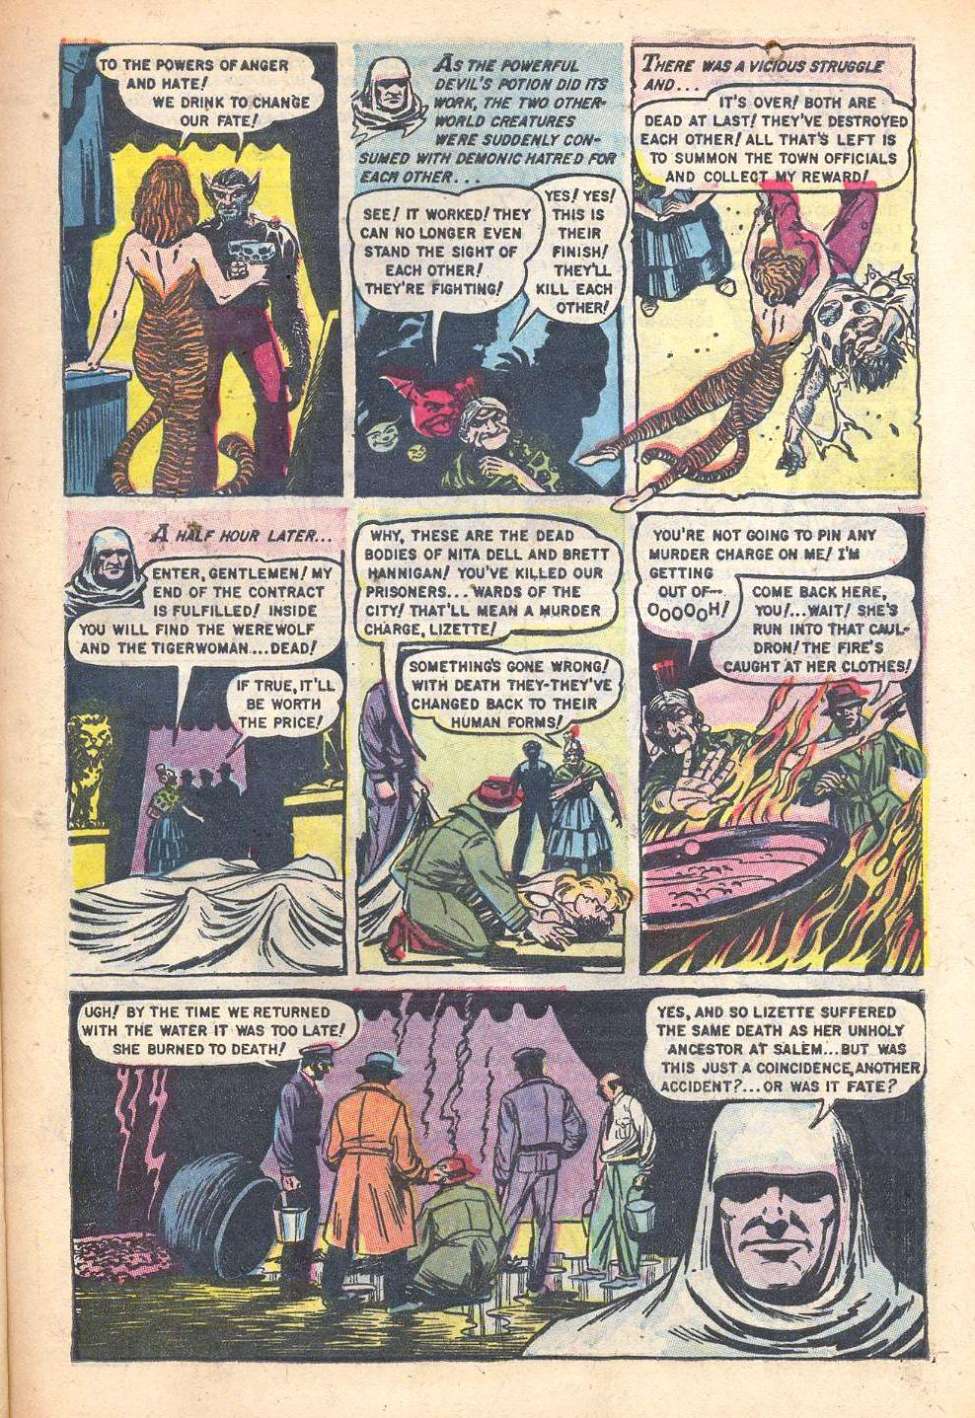 TO THE POWERS OF ANGER
AND HATE!
WE DRINK TO CHANGE
OUR FATE!
AS THE POWERFUL
DEVIL'S POTION DID ITS
WORK, THE TWO OTHER-
WORLD CREATURES
WERE SUDDENLY CON-
SUMED WITH DEMONIC HATRED FOR
EACH OTHER...
SEE! IT WORKED! THEY
CAN NO LONGER EVEN
STAND THE SIGHT OF
EACH OTHER!
THEY'RE FIGHTING!
YES! YES!
THIS IS
THEIR
FINISH!
THEY'LL
KILL EACH
OTHER!
THERE WAS A VICIOUS STRUGGLE
AND...
IT'S OVER! BOTH ARE
DEAD AT LAST! THEY'VE DESTROYED
EACH OTHER! ALL THAT'S LEFT IS
TO SUMMON THE TOWN OFFICIALS
AND COLLECT MY REWARD!
A HALF HOUR LATER...
ENTER, GENTLEMEN! MY
END OF THE CONTRACT
IS FULFILLED! INSIDE
YOU WILL FIND THE WEREWOLF
AND THE TIGERWOMAN...DEAD!
IF TRUE, IT'LL
BE WORTH
THE PRICE!
WHY, THESE ARE THE DEAD
BODIES OF NITA DELL AND BRETT
HANNIGAN! YOU'VE KILLED OUR
PRISONERS...WARDS OF THE
CITY! THAT'LL MEAN A MURDER
CHARGE, LIZETTE!
SOMETHING'S GONE WRONG!
WITH DEATH THEY-THEY'VE
CHANGED BACK TO THEIR
HUMAN FORMS!
YOU'RE NOT GOING TO PIN ANY
MURDER CHARGE ON ME! I'M
GETTING
OUT OF--
OOOOOH!
COME BACK HERE,
YOU!...WAIT! SHE'S
RUN INTO THAT CAUL-
DRON! THE FIRE'S
CAUGHT AT HER CLOTHES!
UGH! BY THE TIME WE RETURNED
WITH THE WATER IT WAS TOO LATE!
SHE BURNED TO DEATH!
YES, AND SO LIZETTE SUFFERED
THE SAME DEATH AS HER UNHOLY
ANCESTOR AT SALEM...BUT WAS
THIS JUST A COINCIDENCE, ANOTHER
ACCIDENT?...OR WAS IT FATE?